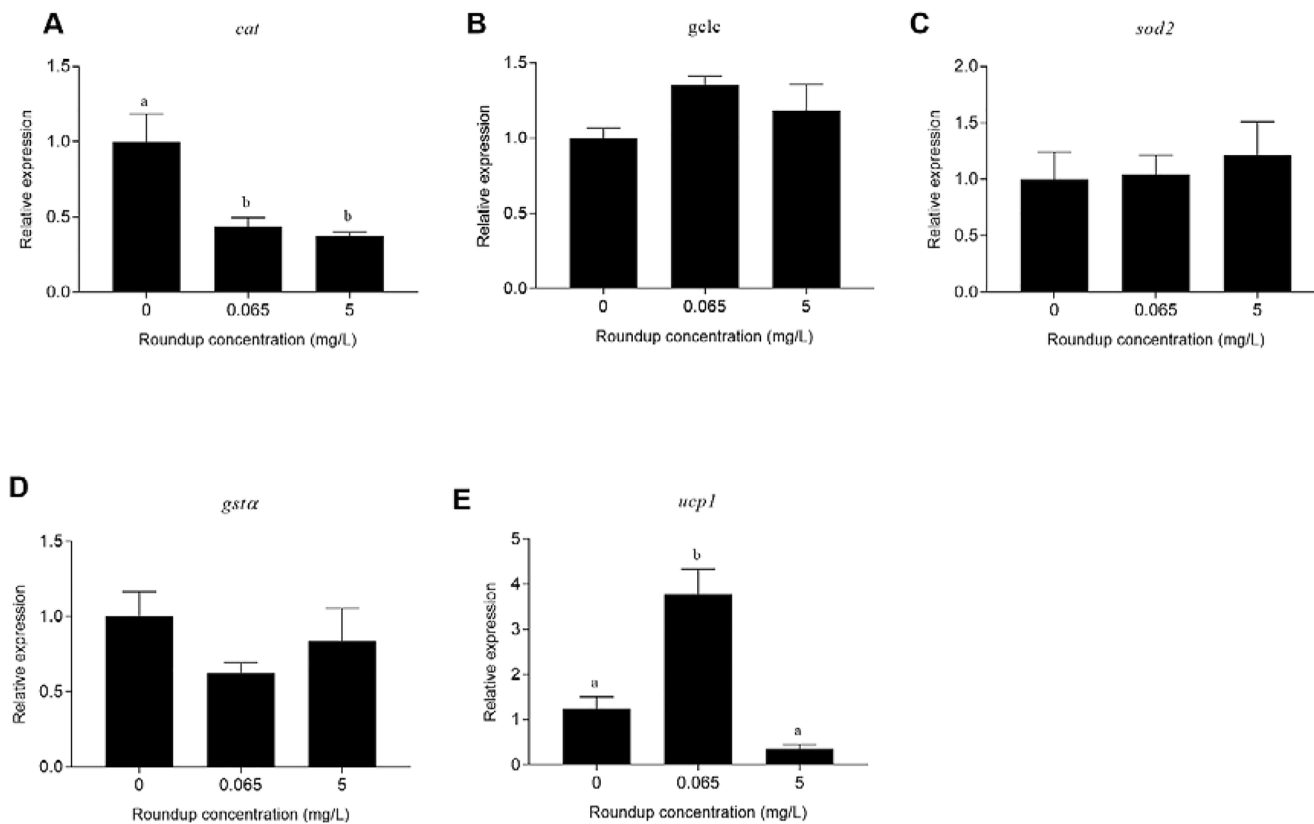 A
cat
1.5
a
1.0
b
b
0.5
0.0
0
0.065
5
Relative expression
Roundup concentration (mg/L)
B
gclc
1.5
1.0
0.5
0.0
0
0.065
5
Relative expression
Roundup concentration (mg/L)
C
sod2
2.0
1.5
1.0
0.5
0.0
0
0.065
5
Relative expression
Roundup concentration (mg/L)
D
gstα
1.5
1.0
0.5
0.0
0
0.065
5
Relative expression
Roundup concentration (mg/L)
E
ucp1
5
b
4
3
2
a
1
a
0
0
0.065
5
Relative expression
Roundup concentration (mg/L)